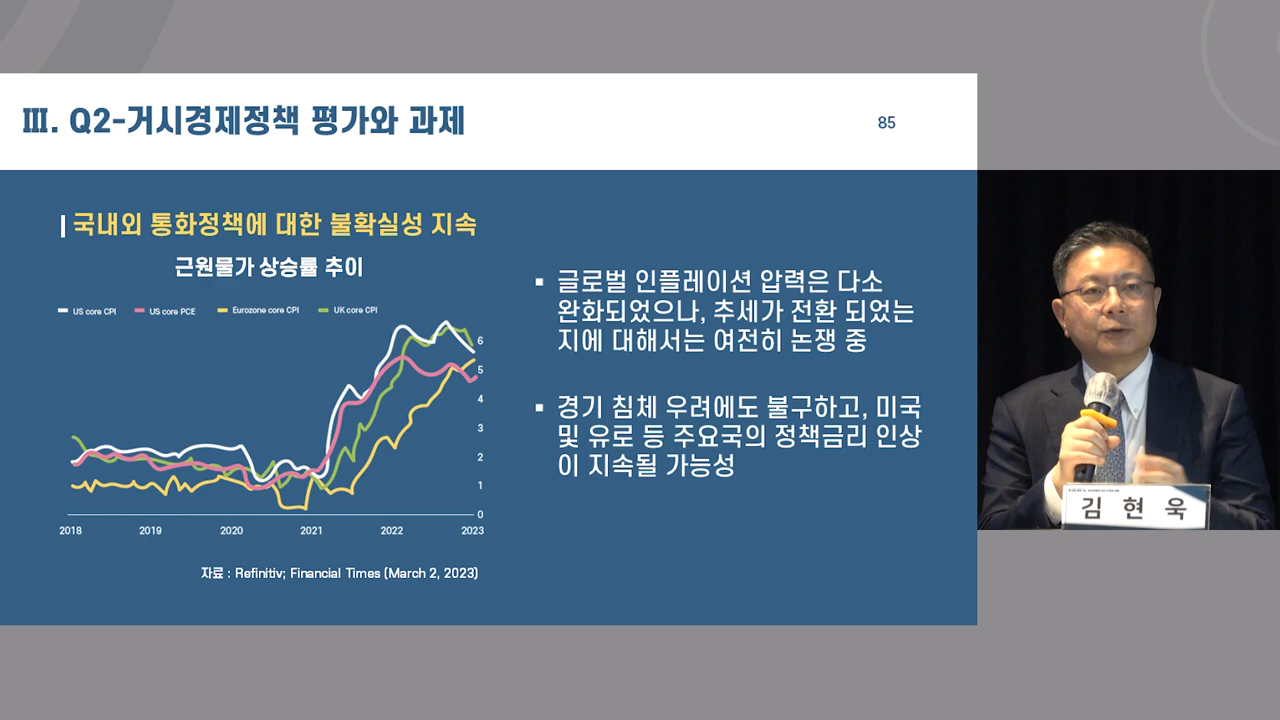 Ⅲ. Q2-거시경제정책 평가와 과제
85
국내외 통화정책에 대한 불확실성 지속
근원물가 상승률 추이
US core CPI
US core PCE
Eurozone core CPI
UK core CPI
6
5
4
3
2
1
0
2018
2019
2020
2021
2022
2023
자료 : Refinitiv; Financial Times (March 2, 2023)
▪ 글로벌 인플레이션 압력은 다소
완화되었으나, 추세가 전환 되었는
지에 대해서는 여전히 논쟁 중
▪ 경기 침체 우려에도 불구하고, 미국
및 유로 등 주요국의 정책금리 인상
이 지속될 가능성
김 현 욱